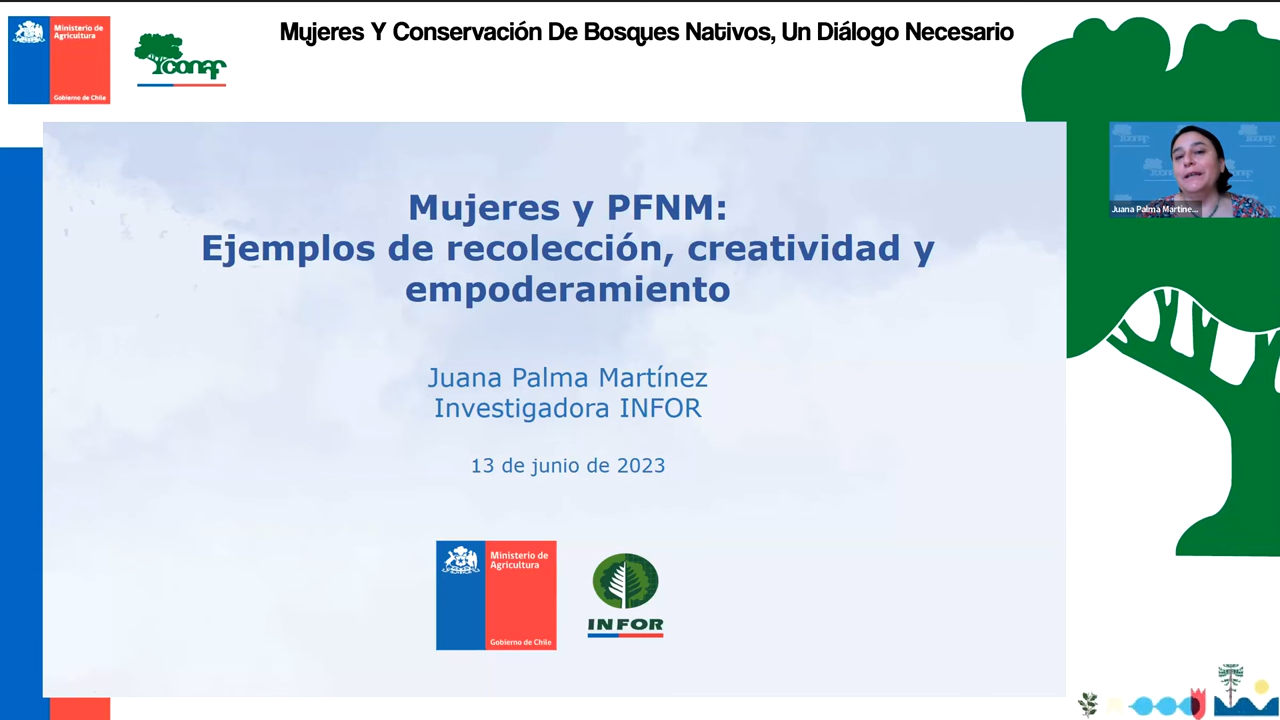 Mujeres Y Conservación De Bosques Nativos, Un Diálogo Necesario
Ministerio de
Agricultura
Gobierno de Chile
conaf
Mujeres y PFNM:
Ejemplos de recolección, creatividad y
empoderamiento
Juana Palma Martíne...
Juana Palma Martínez
Investigadora INFOR
13 de junio de 2023
Ministerio de
Agricultura
Gobierno de Chile
INFOR